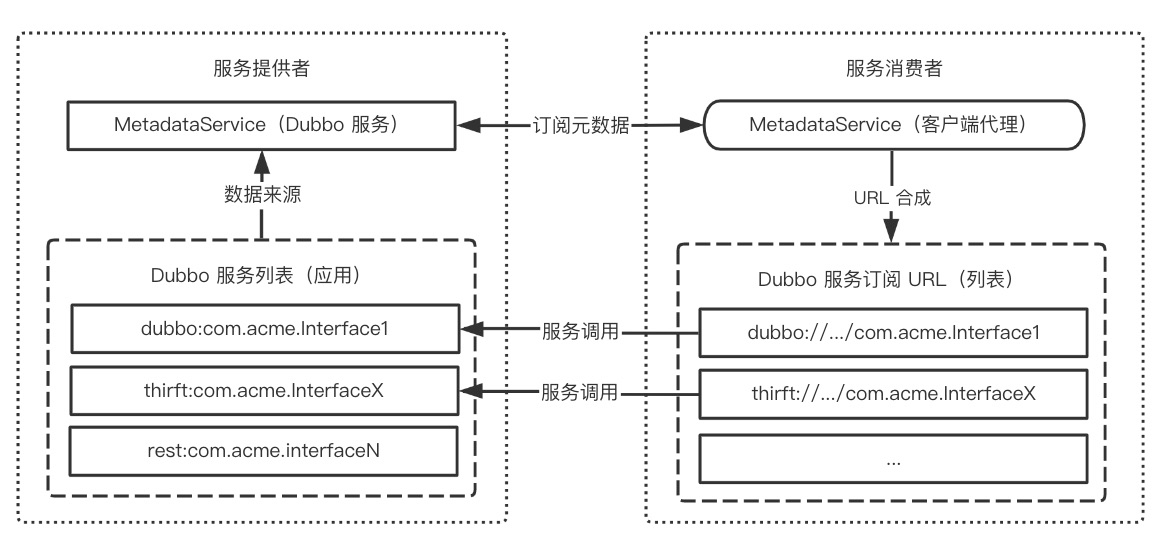 服务提供者
MetadataService（Dubbo 服务）
数据来源
Dubbo 服务列表（应用）
dubbo:com.acme.Interface1
thirft:com.acme.InterfaceX
rest:com.acme.interfaceN
订阅元数据
服务调用
服务调用
服务消费者
MetadataService（客户端代理）
URL 合成
Dubbo 服务订阅 URL（列表）
dubbo://.../com.acme.Interface1
thirft://.../com.acme.InterfaceX
...